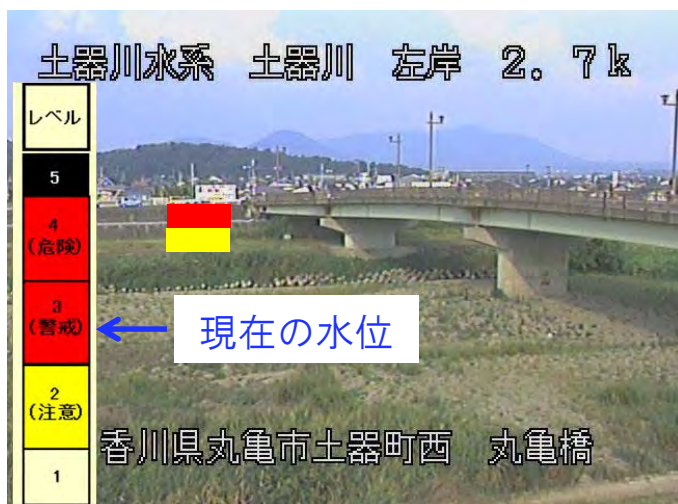 土器川水系　土器川　左岸　２．７ｋ
レベル
5
4
(危険)
3
(警戒)
現在の水位
2
(注意)
香川県丸亀市土器町西　丸亀橋
1